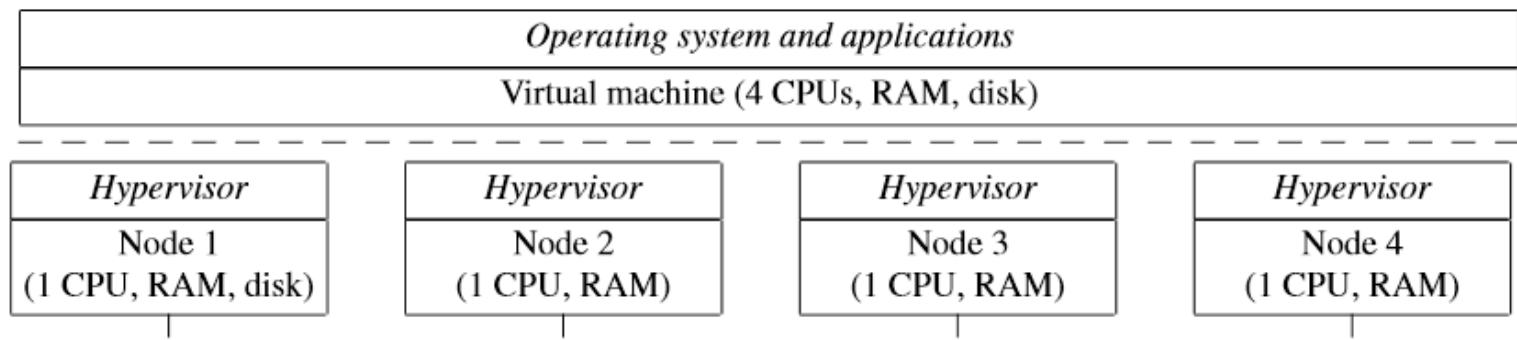 Operating system and applications
Virtual machine (4 CPUs, RAM, disk)
Hypervisor
Node 1
(1 CPU, RAM, disk)
Hypervisor
Node 2
(1 CPU, RAM)
Hypervisor
Node 3
(1 CPU, RAM)
Hypervisor
Node 4
(1 CPU, RAM)